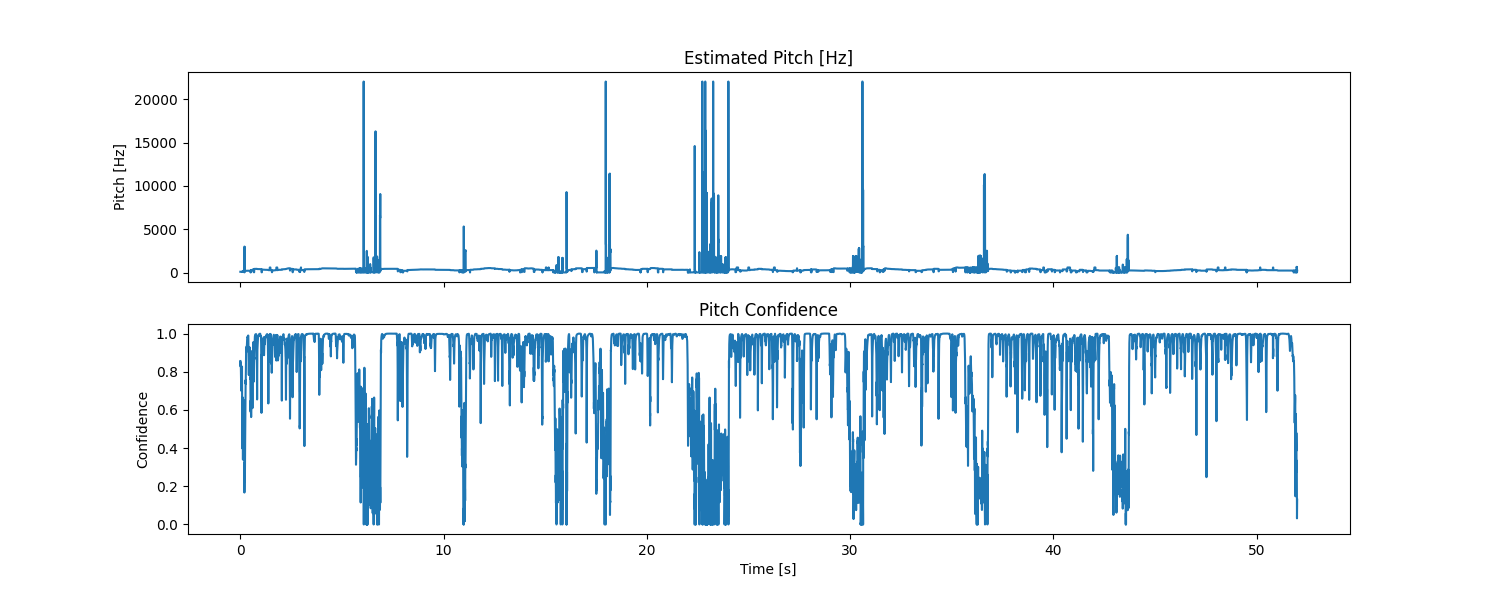 Estimated Pitch [Hz]
Pitch [Hz]
20000
15000
10000
5000
0
Pitch Confidence
Confidence
1.0
0.8
0.6
0.4
0.2
0.0
0 10 20 30 40 50
Time [s]